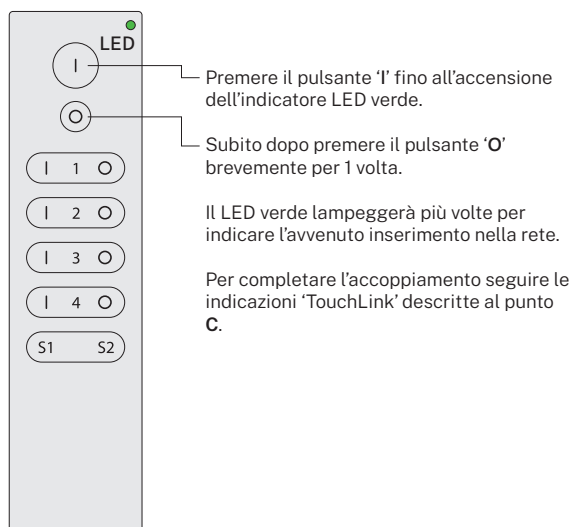 LED
I
O
I 1 O
I 2 O
I 3 O
I 4 O
S1 S2
Premere il pulsante ‘I’ fino all’accensione
dell’indicatore LED verde.
Subito dopo premere il pulsante ‘O’
brevemente per 1 volta.
Il LED verde lampeggerà più volte per
indicare l’avvenuto inserimento nella rete.
Per completare l’accoppiamento seguire le
indicazioni ‘TouchLink’ descritte al punto
C.